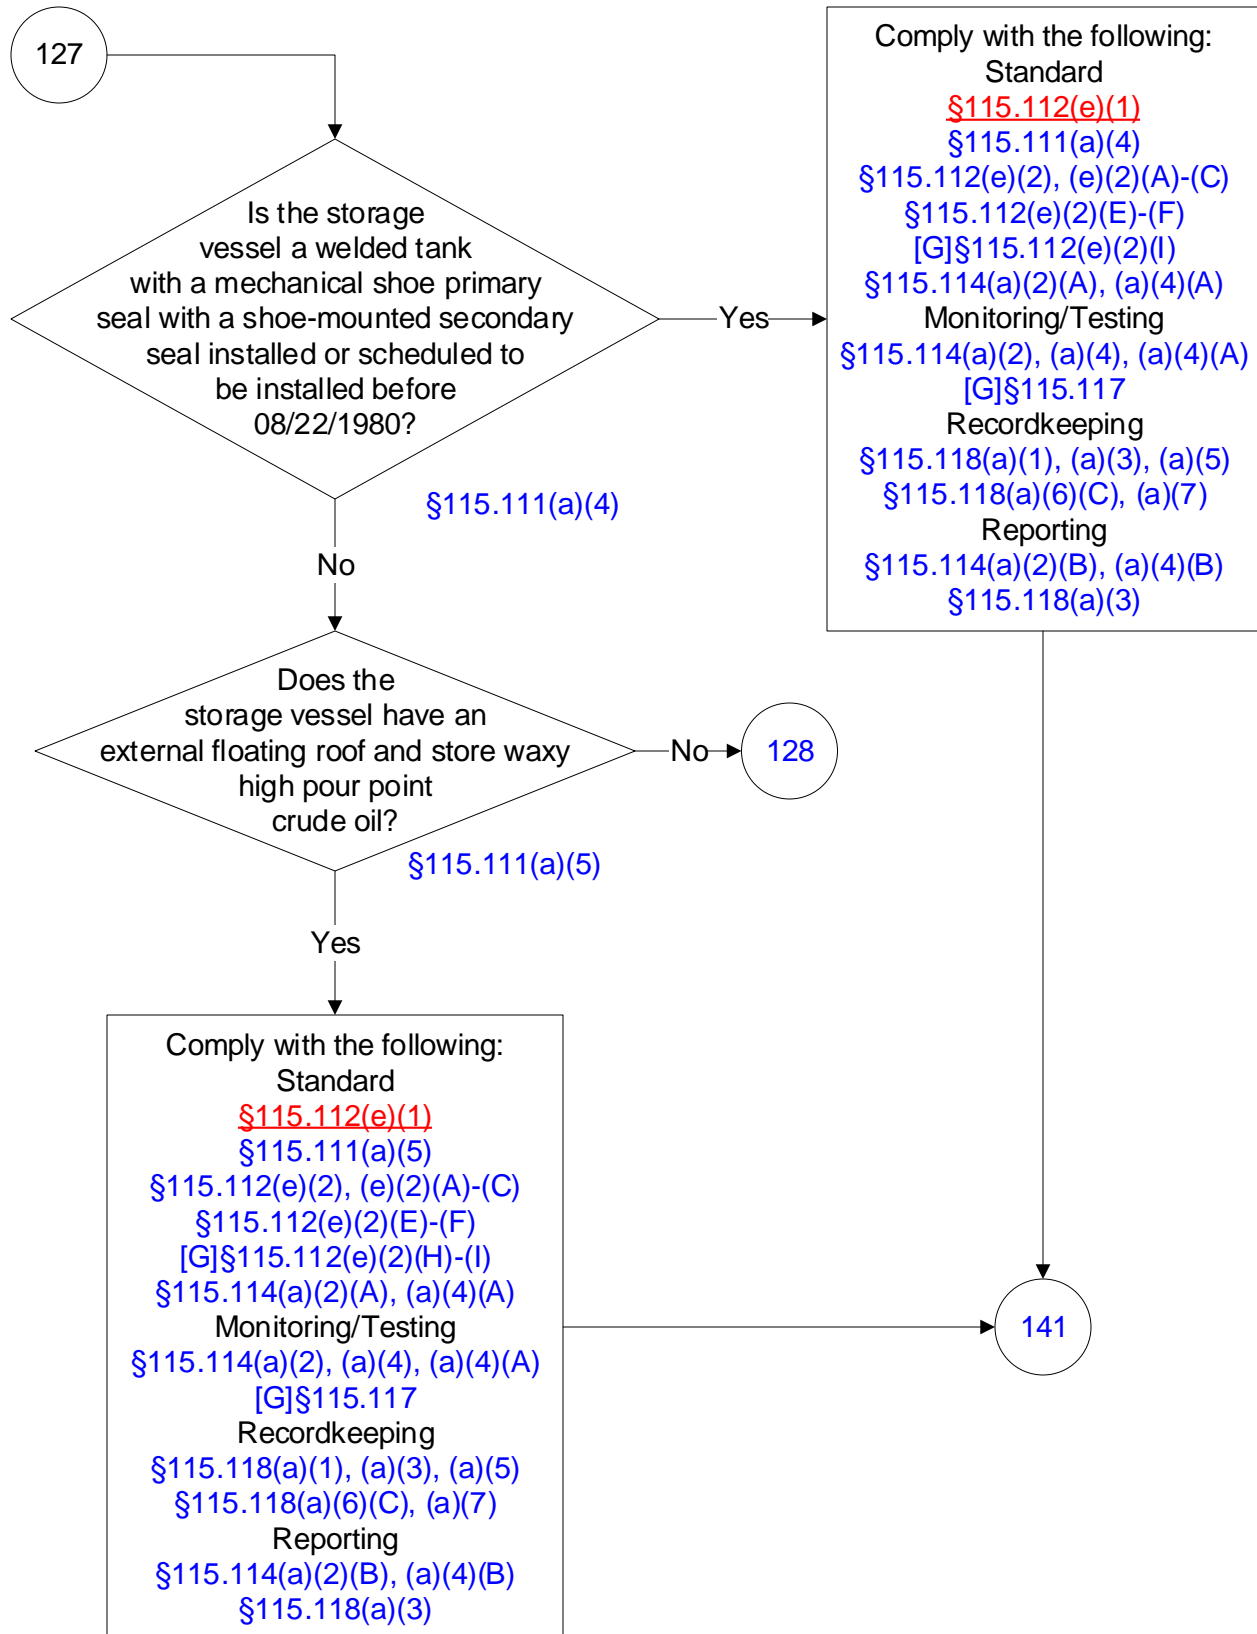 127
Is the storage
vessel a welded tank
with a mechanical shoe primary
seal with a shoe-mounted secondary
seal installed or scheduled to
be installed before
08/22/1980?
§115.111(a)(4)
Yes
Comply with the following:
Standard
§115.112(e)(1)
§115.111(a)(4)
§115.112(e)(2), (e)(2)(A)-(C)
§115.112(e)(2)(E)-(F)
[G]§115.112(e)(2)(I)
§115.114(a)(2)(A), (a)(4)(A)
Monitoring/Testing
§115.114(a)(2), (a)(4), (a)(4)(A)
[G]§115.117
Recordkeeping
§115.118(a)(1), (a)(3), (a)(5)
§115.118(a)(6)(C), (a)(7)
Reporting
§115.114(a)(2)(B), (a)(4)(B)
§115.118(a)(3)
No
Does the
storage vessel have an
external floating roof and store waxy
high pour point
crude oil?
§115.111(a)(5)
No
128
Yes
Comply with the following:
Standard
§115.112(e)(1)
§115.111(a)(5)
§115.112(e)(2), (e)(2)(A)-(C)
§115.112(e)(2)(E)-(F)
[G]§115.112(e)(2)(H)-(I)
§115.114(a)(2)(A), (a)(4)(A)
Monitoring/Testing
§115.114(a)(2), (a)(4), (a)(4)(A)
[G]§115.117
Recordkeeping
§115.118(a)(1), (a)(3), (a)(5)
§115.118(a)(6)(C), (a)(7)
Reporting
§115.114(a)(2)(B), (a)(4)(B)
§115.118(a)(3)
141